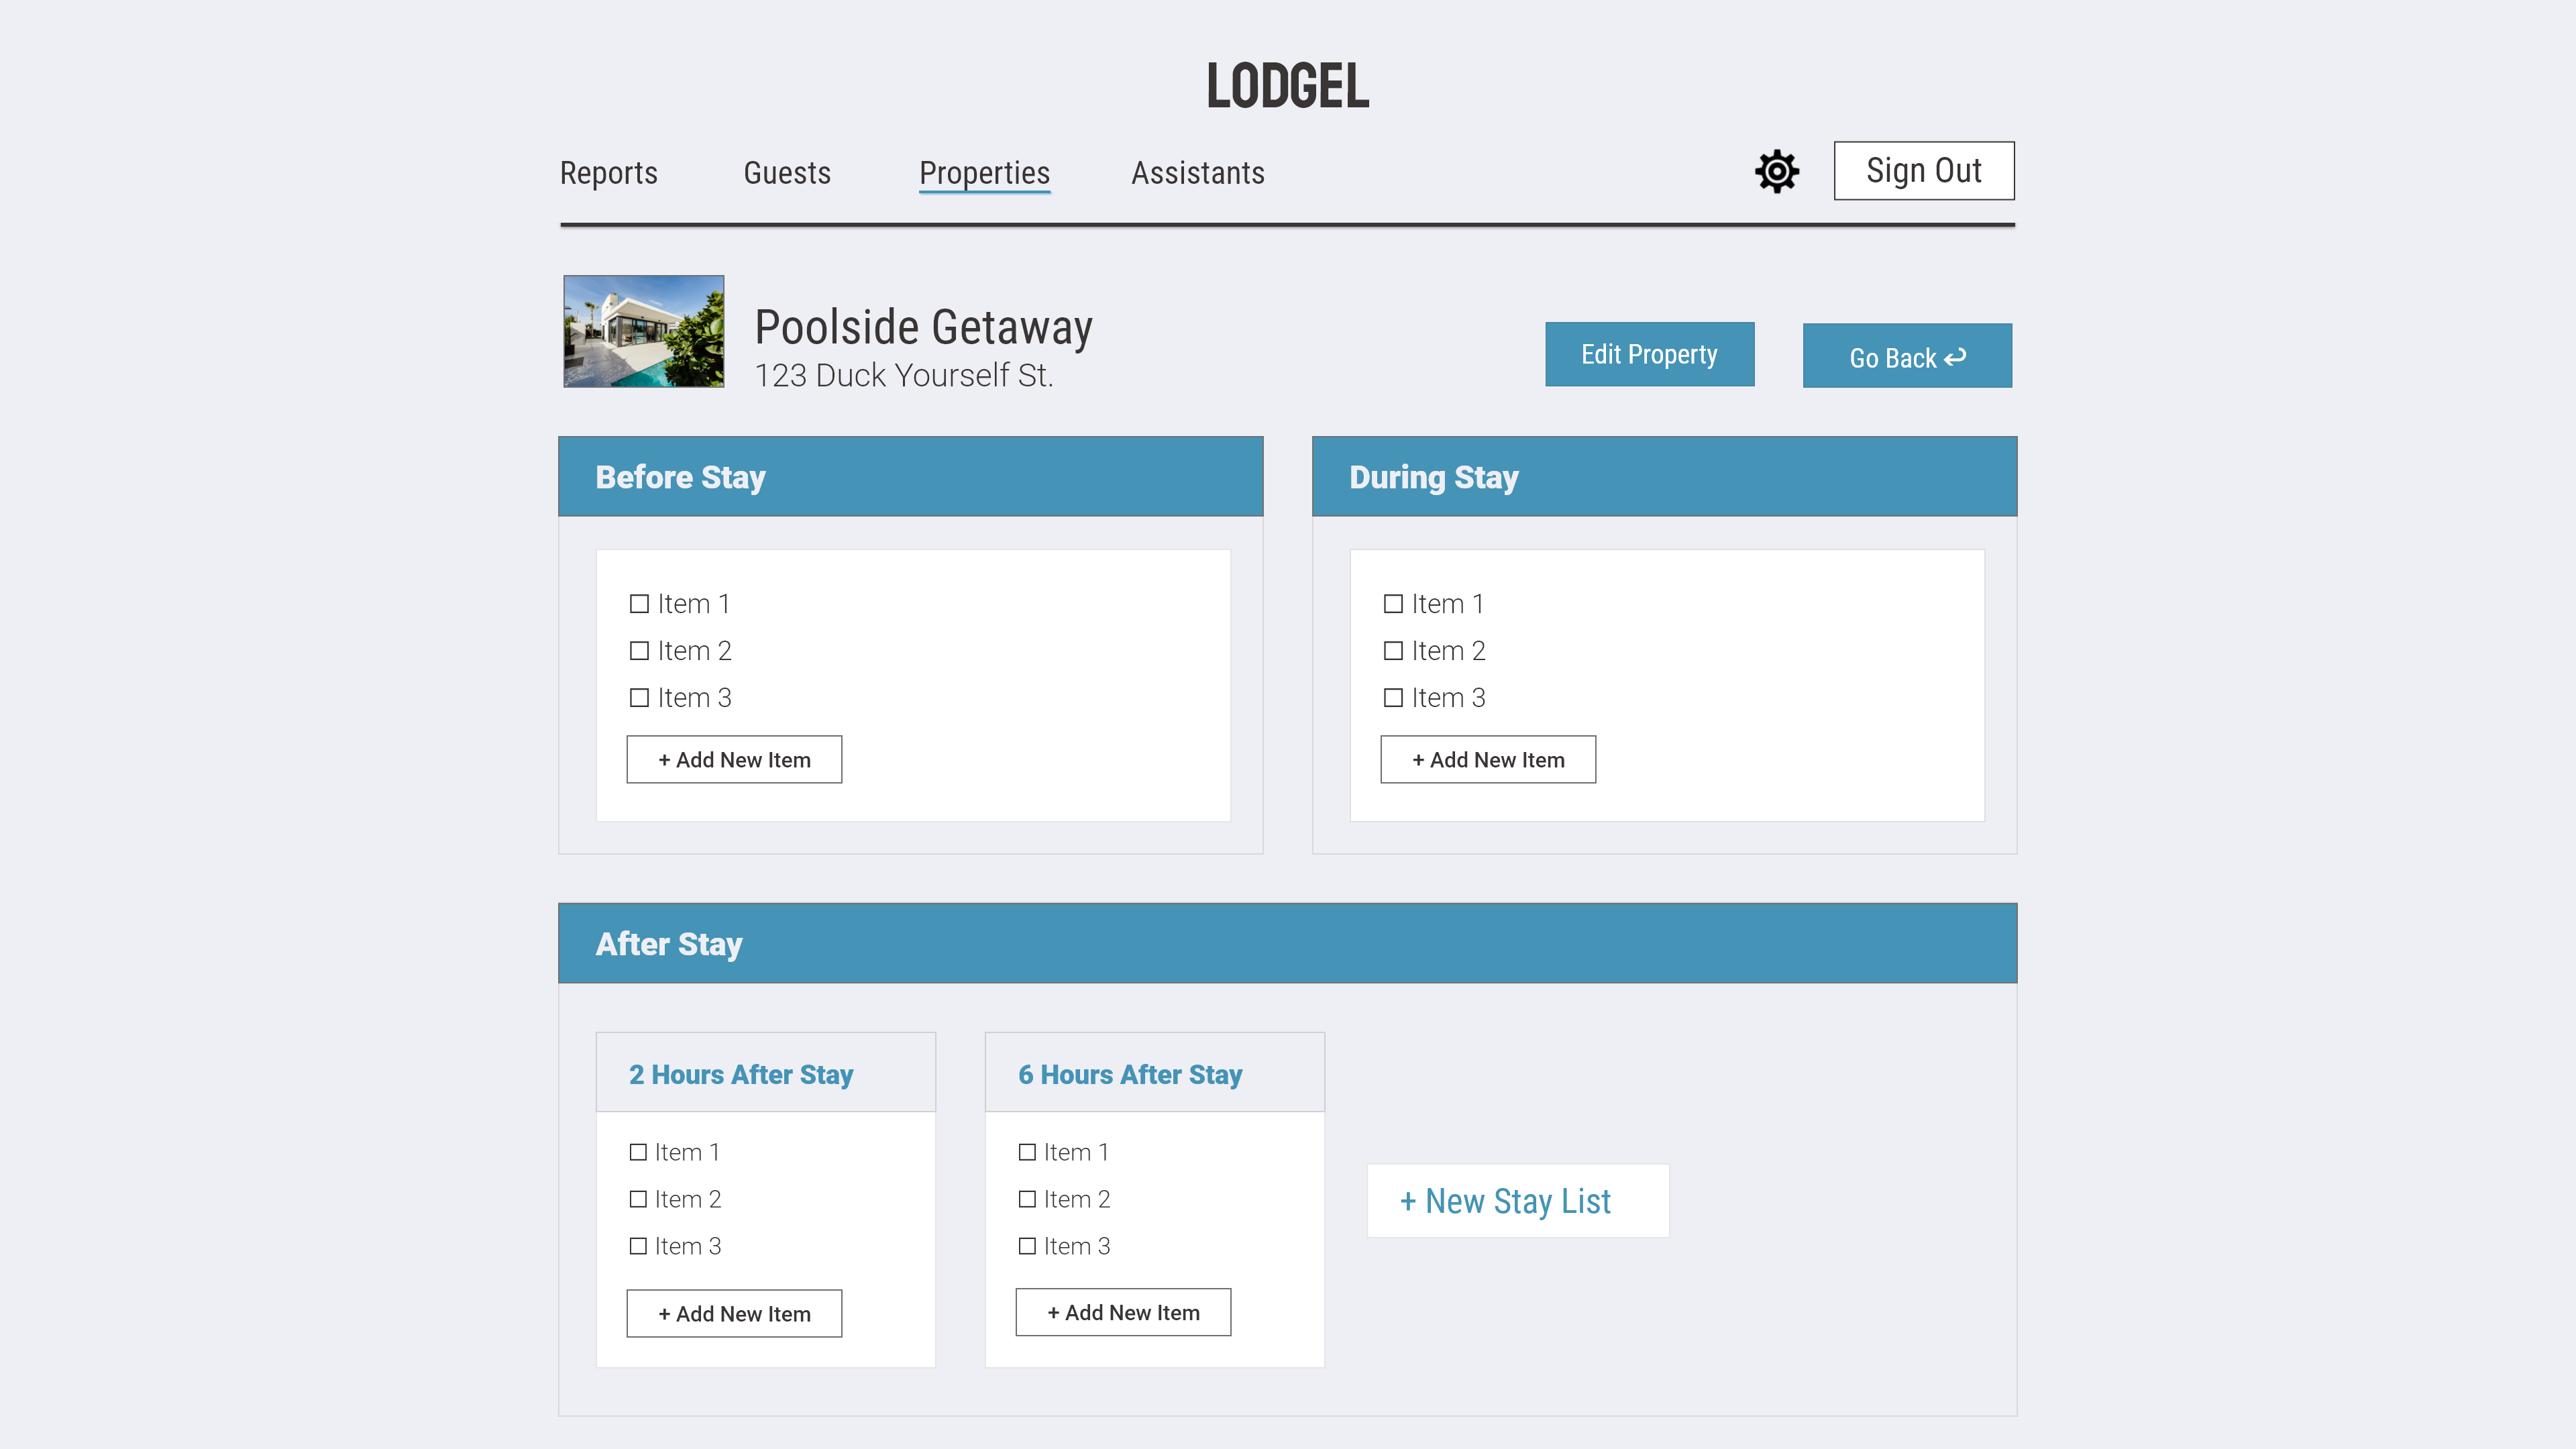 LODGEL
Reports Guests Properties Assistants Sign Out
Poolside Getaway
123 Duck Yourself St.
Edit Property Go Back
Before Stay
☐ Item 1
☐ Item 2
☐ Item 3
+ Add New Item
During Stay
☐ Item 1
☐ Item 2
☐ Item 3
+ Add New Item
After Stay
2 Hours After Stay
☐ Item 1
☐ Item 2
☐ Item 3
+ Add New Item
6 Hours After Stay
☐ Item 1
☐ Item 2
☐ Item 3
+ Add New Item
+ New Stay List